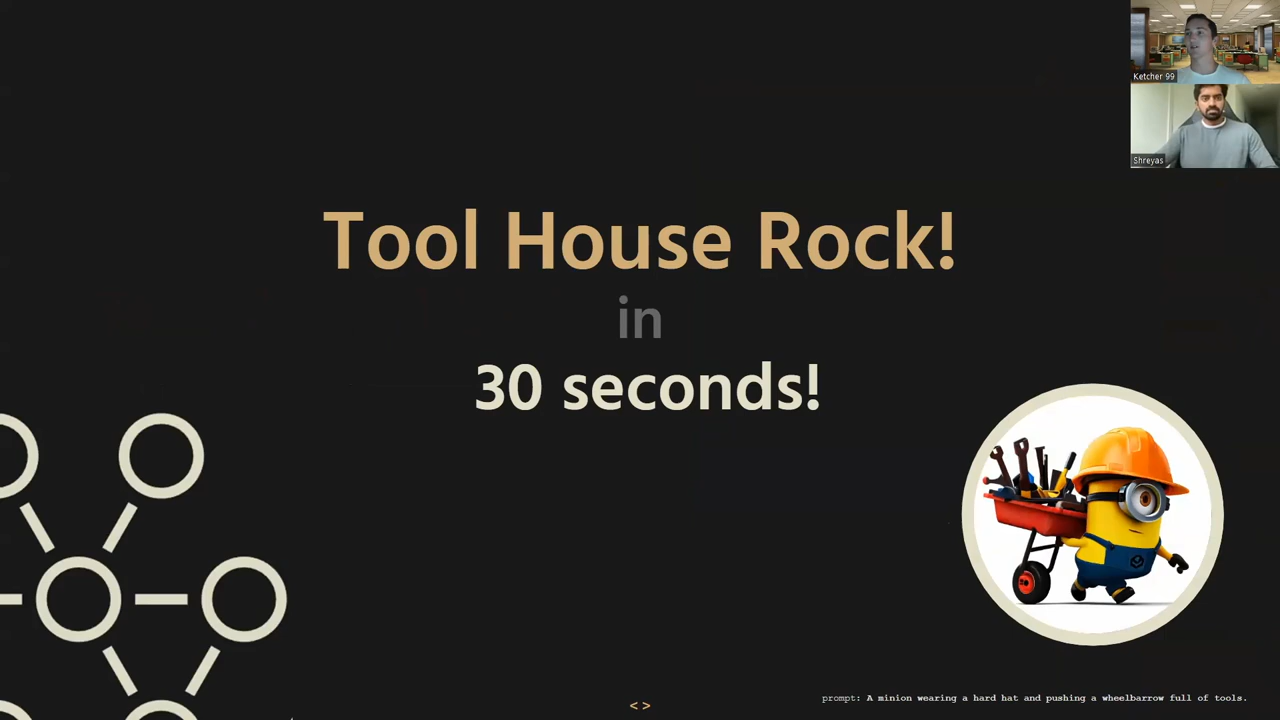 Ketcher 99
Shreyas
Tool House Rock!
in
30 seconds!
<>
prompt: A minion wearing a hard hat and pushing a wheelbarrow full of tools.